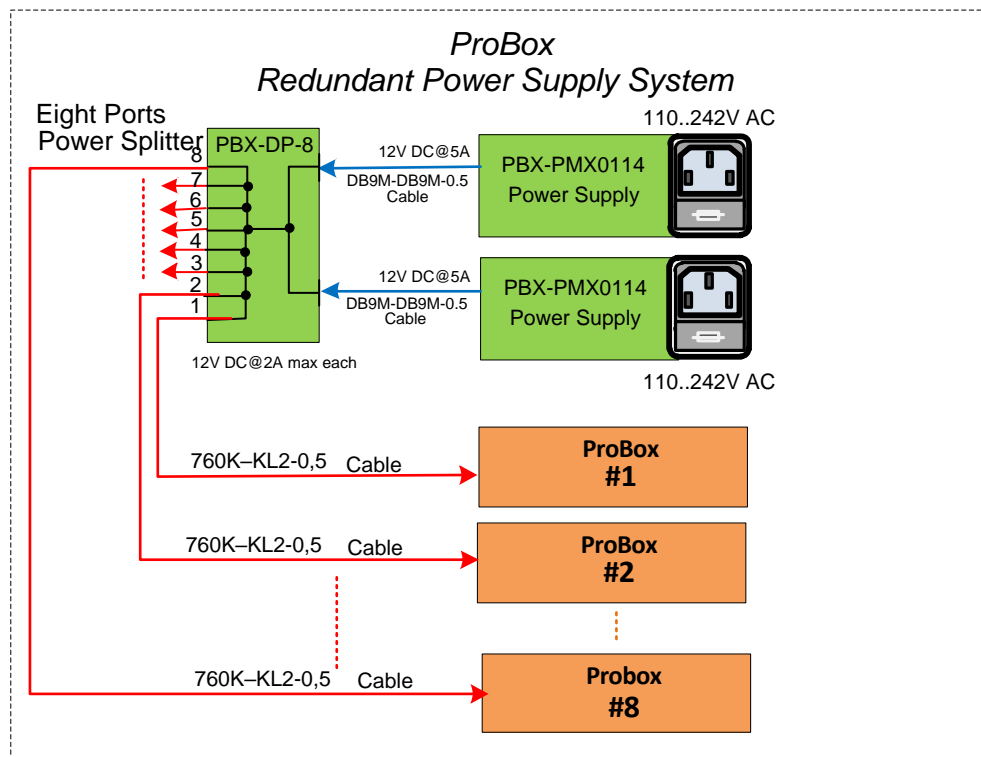 ProBox
Redundant Power Supply System
Eight Ports
Power Splitter
PBX-DP-8
8
7
6
5
4
3
2
1
12V DC@2A max each
12V DC@5A
DB9M-DB9M-0.5
Cable
PBX-PMX0114
Power Supply
110..242V AC
12V DC@5A
DB9M-DB9M-0.5
Cable
PBX-PMX0114
Power Supply
110..242V AC
760K–KL2-0,5 Cable
ProBox
#1
760K–KL2-0,5 Cable
ProBox
#2
760K–KL2-0,5 Cable
Probox
#8